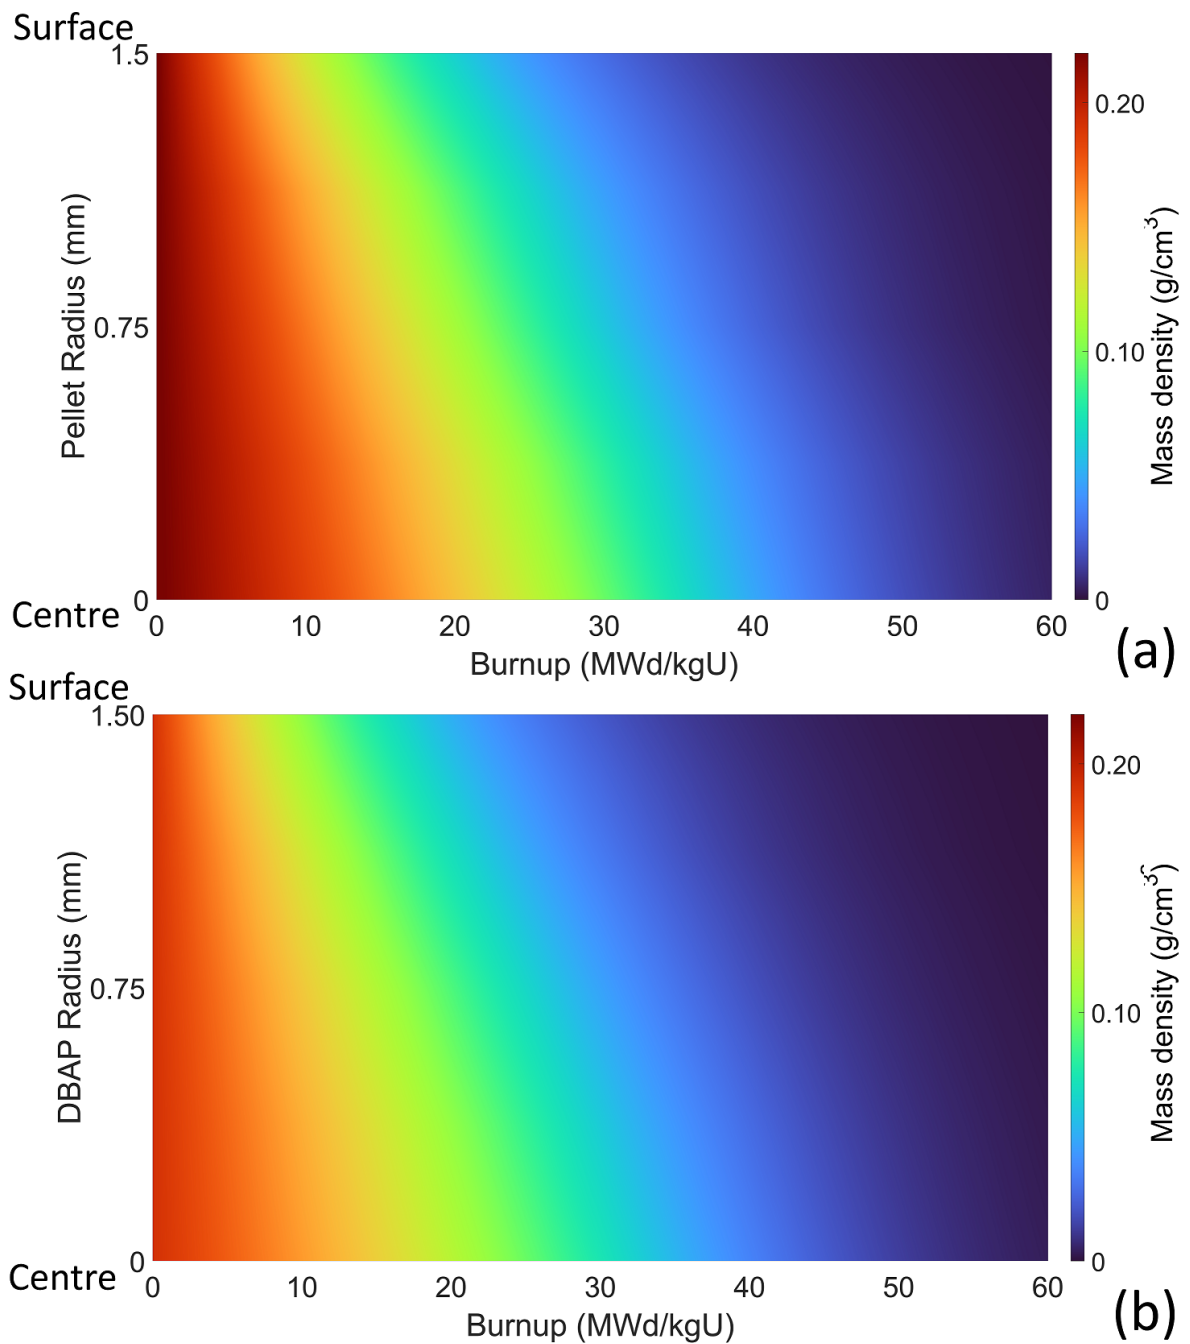 Surface
1.5
0.75
0
Pellet Radius (mm)
Centre
0 10 20 30 40 50 60
Burnup (MWd/kgU)
0.20
0.10
0
Mass density (g/cm³)
(a)
Surface
1.50
0.75
0
DBAP Radius (mm)
Centre
0 10 20 30 40 50 60
Burnup (MWd/kgU)
0.20
0.10
0
Mass density (g/cm³)
(b)